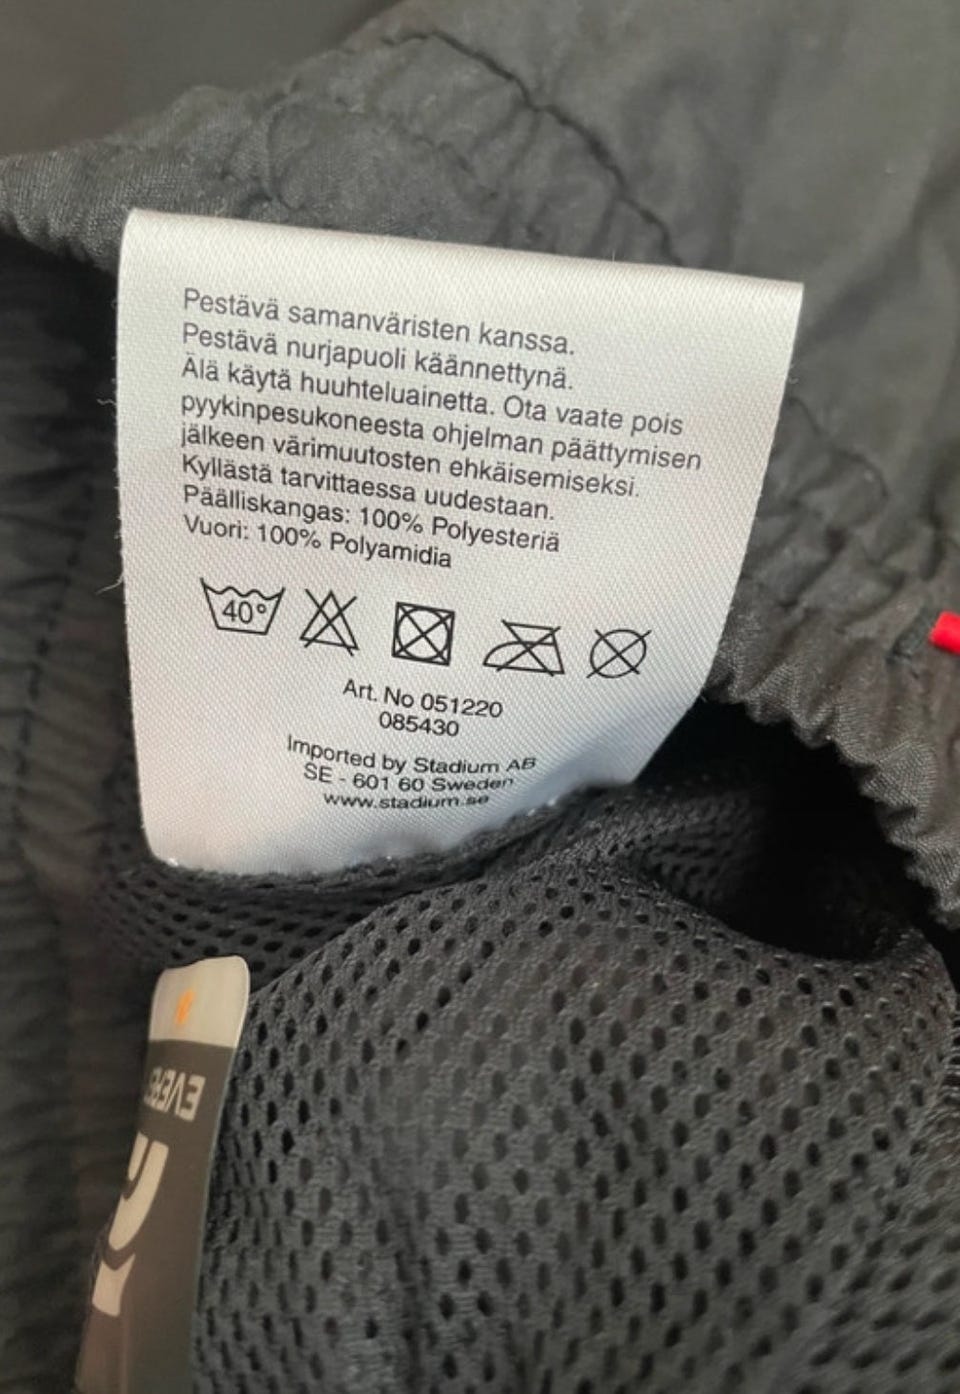 Pestävä samanväristen kanssa.
Pestävä nurjapuoli käännettynä.
Älä käytä huuhteluainetta. Ota vaate pois
pyykinpesukoneesta ohjelman päättymisen
jälkeen värimuutosten ehkäisemiseksi.
Kyllästä tarvittaessa uudestaan.
Päälliskangas: 100% Polyesteriä
Vuori: 100% Polyamidia
40°
Art. No 051220
085430
Imported by Stadium AB
SE - 601 60 Sweden
www.stadium.se